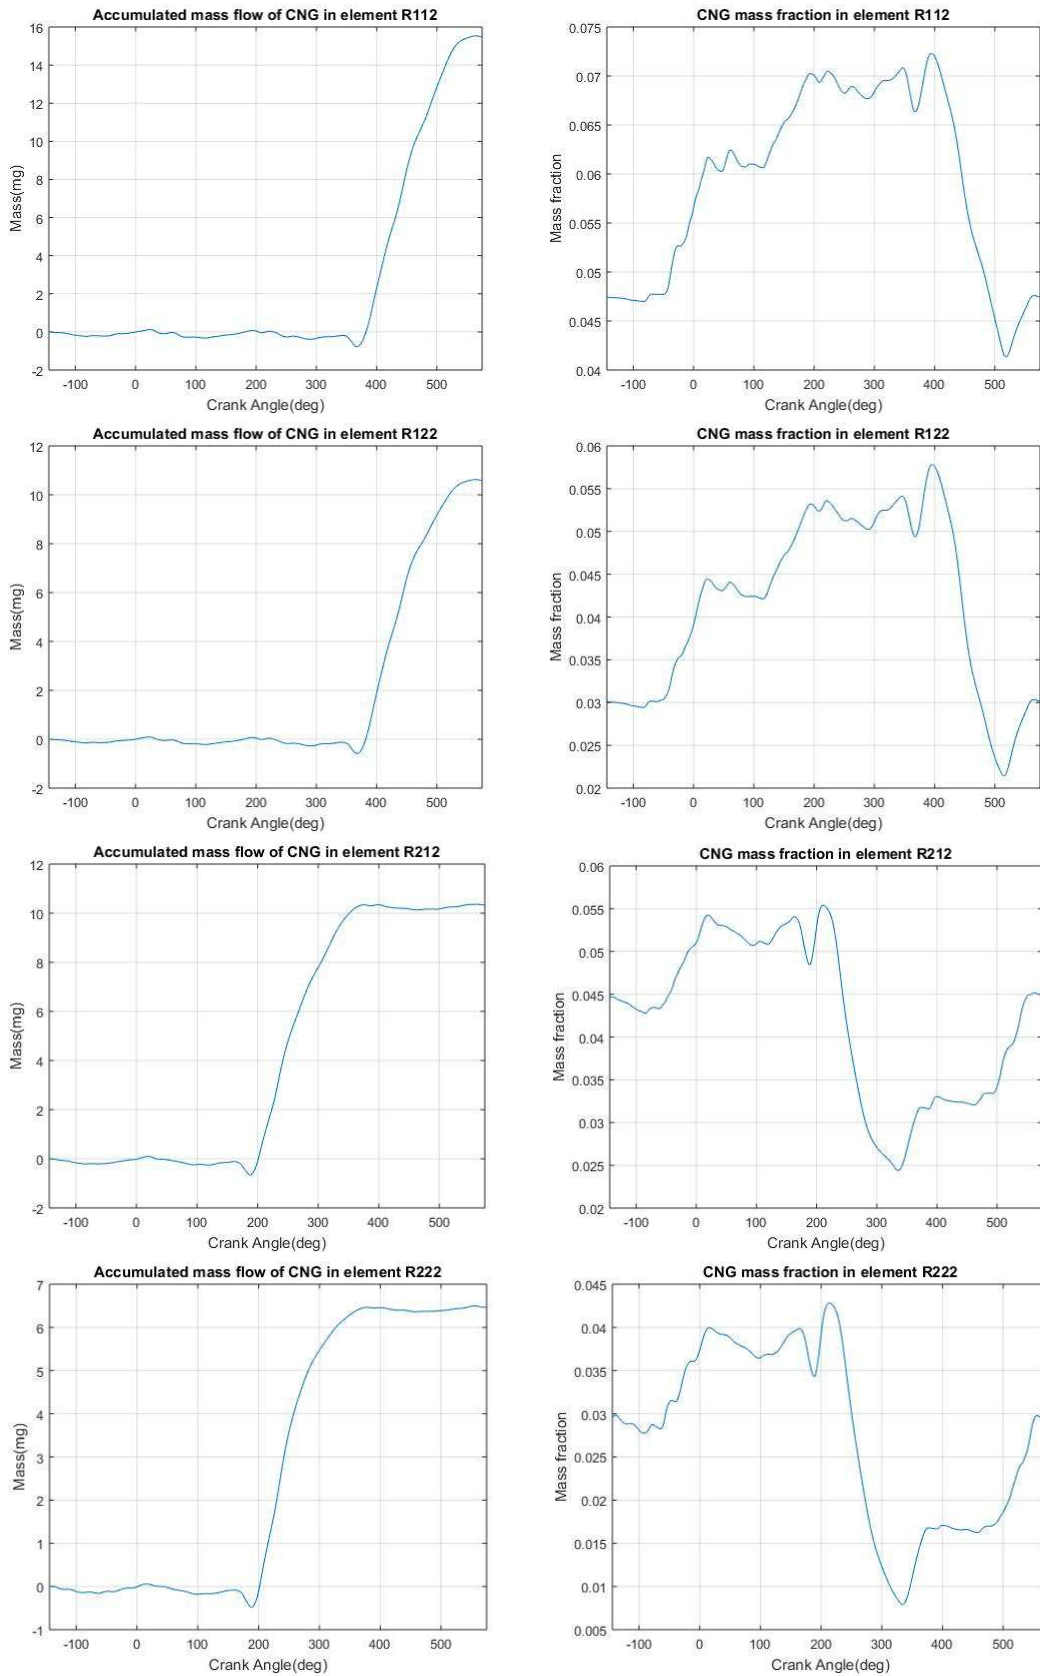 Accumulated mass flow of CNG in element R112
16
14
12
10
8
6
4
2
0
-2
Mass(mg)
-100 0 100 200 300 400 500
Crank Angle(deg)
CNG mass fraction in element R112
0.075
0.07
0.065
0.06
0.055
0.05
0.045
0.04
Mass fraction
-100 0 100 200 300 400 500
Crank Angle(deg)
Accumulated mass flow of CNG in element R122
12
10
8
6
4
2
0
-2
Mass(mg)
-100 0 100 200 300 400 500
Crank Angle(deg)
CNG mass fraction in element R122
0.06
0.055
0.05
0.045
0.04
0.035
0.03
0.025
0.02
Mass fraction
-100 0 100 200 300 400 500
Crank Angle(deg)
Accumulated mass flow of CNG in element R212
12
10
8
6
4
2
0
-2
Mass(mg)
-100 0 100 200 300 400 500
Crank Angle(deg)
CNG mass fraction in element R212
0.06
0.055
0.05
0.045
0.04
0.035
0.03
0.025
0.02
Mass fraction
-100 0 100 200 300 400 500
Crank Angle(deg)
Accumulated mass flow of CNG in element R222
7
6
5
4
3
2
1
0
-1
Mass(mg)
-100 0 100 200 300 400 500
Crank Angle(deg)
CNG mass fraction in element R222
0.045
0.04
0.035
0.03
0.025
0.02
0.015
0.01
0.005
Mass fraction
-100 0 100 200 300 400 500
Crank Angle(deg)